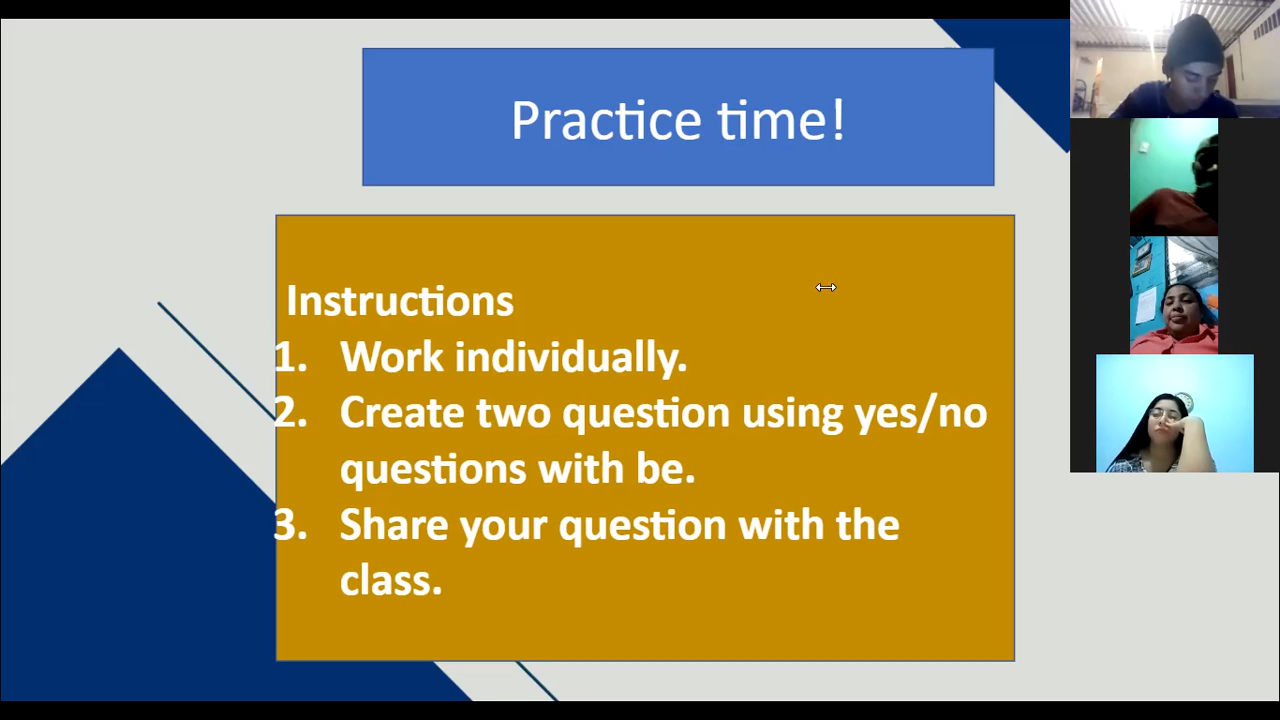 Practice time!
Instructions
1. Work individually.
2. Create two question using yes/no
questions with be.
3. Share your question with the
class.